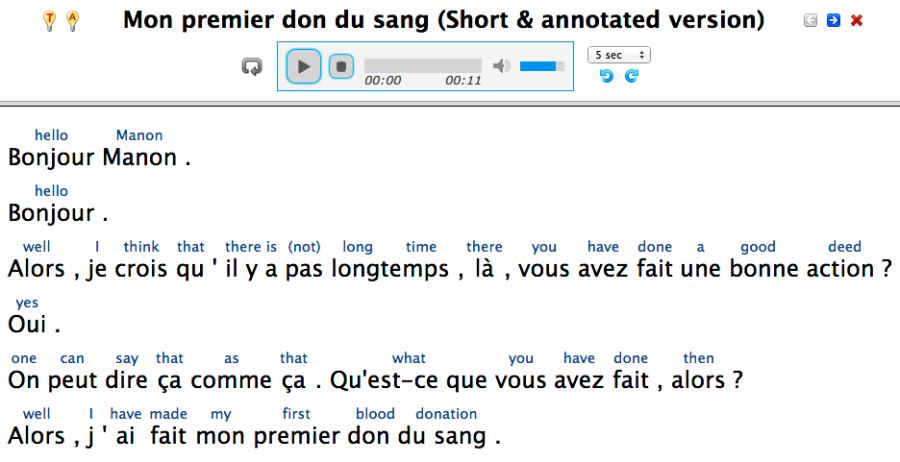 T A Mon premier don du sang (Short & annotated version)
5 sec
00:00 00:11
hello Manon
Bonjour Manon .
hello
Bonjour .
well I think that there is (not) long time there you have done a good deed
Alors , je crois qu ' il y a pas longtemps , là , vous avez fait une bonne action ?
yes
Oui .
one can say that as that what you have done then
On peut dire ça comme ça . Qu'est-ce que vous avez fait , alors ?
well I have made my first blood donation
Alors , j ' ai fait mon premier don du sang .